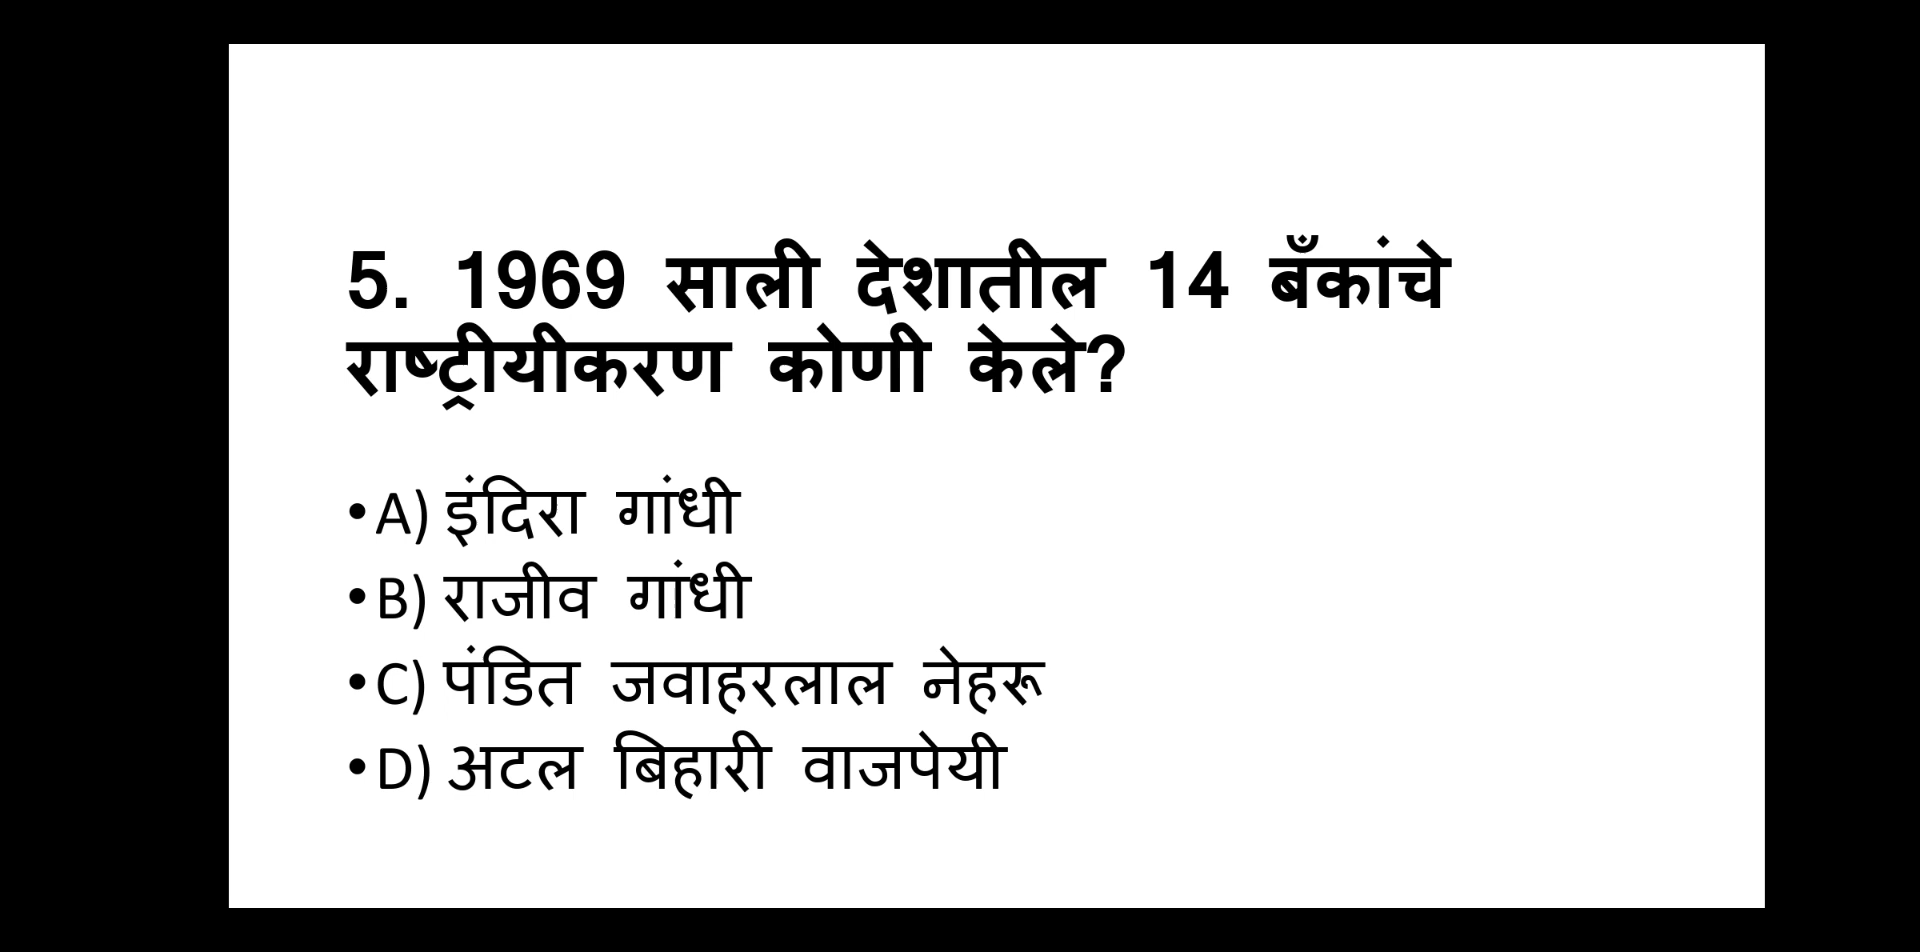 5. 1969 साली देशातील 14 बँकांचे
राष्ट्रीयीकरण कोणी केले?
•A) इंदिरा गांधी
•B) राजीव गांधी
•C) पंडित जवाहरलाल नेहरू
•D) अटल बिहारी वाजपेयी